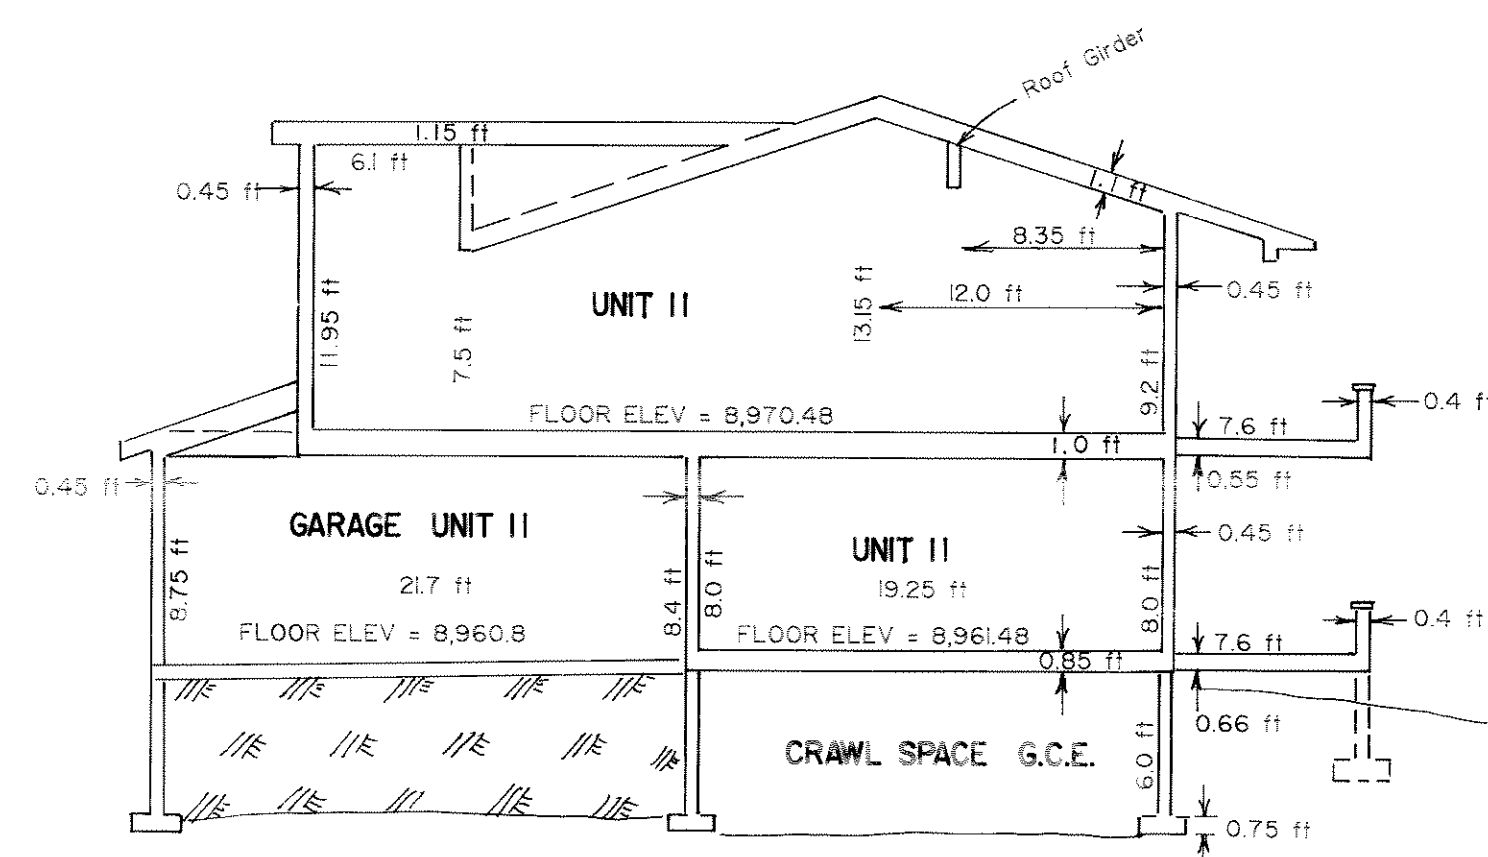 Roof Girder
1.15 ft
6.1 ft
0.45 ft
1.1 ft
8.35 ft
12.0 ft
13.15 ft
0.45 ft
UNIT 11
11.95 ft
7.5 ft
9.2 ft
0.4 ft
FLOOR ELEV = 8,970.48
7.6 ft
1.0 ft
0.55 ft
0.45 ft
GARAGE UNIT 11
0.45 ft
UNIT 11
8.75 ft
21.7 ft
8.4 ft
8.0 ft
19.25 ft
8.0 ft
FLOOR ELEV = 8,960.8
FLOOR ELEV = 8,961.48
0.4 ft
7.6 ft
0.85 ft
0.66 ft
CRAWL SPACE G.C.E.
6.0 ft
0.75 ft